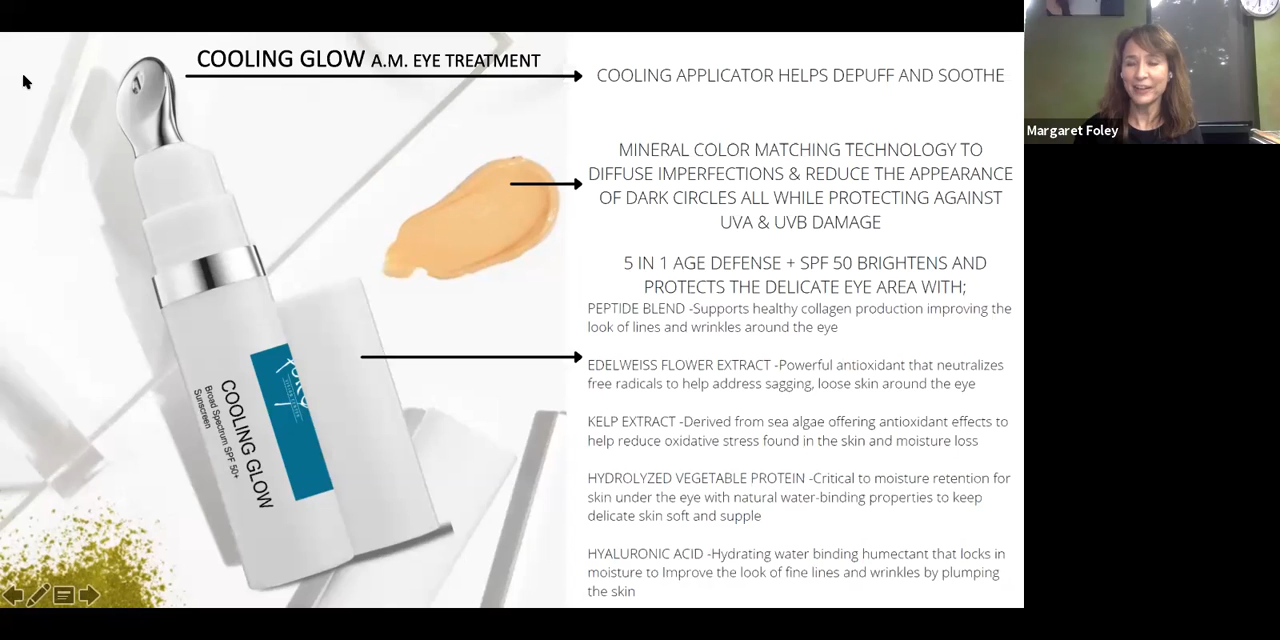 COOLING GLOW A.M. EYE TREATMENT
COOLING APPLICATOR HELPS DEPUFF AND SOOTHE
MINERAL COLOR MATCHING TECHNOLOGY TO
DIFFUSE IMPERFECTIONS & REDUCE THE APPEARANCE
OF DARK CIRCLES ALL WHILE PROTECTING AGAINST
UVA & UVB DAMAGE
5 IN 1 AGE DEFENSE + SPF 50 BRIGHTENS AND
PROTECTS THE DELICATE EYE AREA WITH;
PEPTIDE BLEND -Supports healthy collagen production improving the
look of lines and wrinkles around the eye
EDELWEISS FLOWER EXTRACT -Powerful antioxidant that neutralizes
free radicals to help address sagging, loose skin around the eye
KELP EXTRACT -Derived from sea algae offering antioxidant effects to
help reduce oxidative stress found in the skin and moisture loss
HYDROLYZED VEGETABLE PROTEIN -Critical to moisture retention for
skin under the eye with natural water-binding properties to keep
delicate skin soft and supple
HYALURONIC ACID -Hydrating water binding humectant that locks in
moisture to Improve the look of fine lines and wrinkles by plumping
the skin
COOLING GLOW
Broad Spectrum SPF 50+
Sunscreen
Margaret Foley